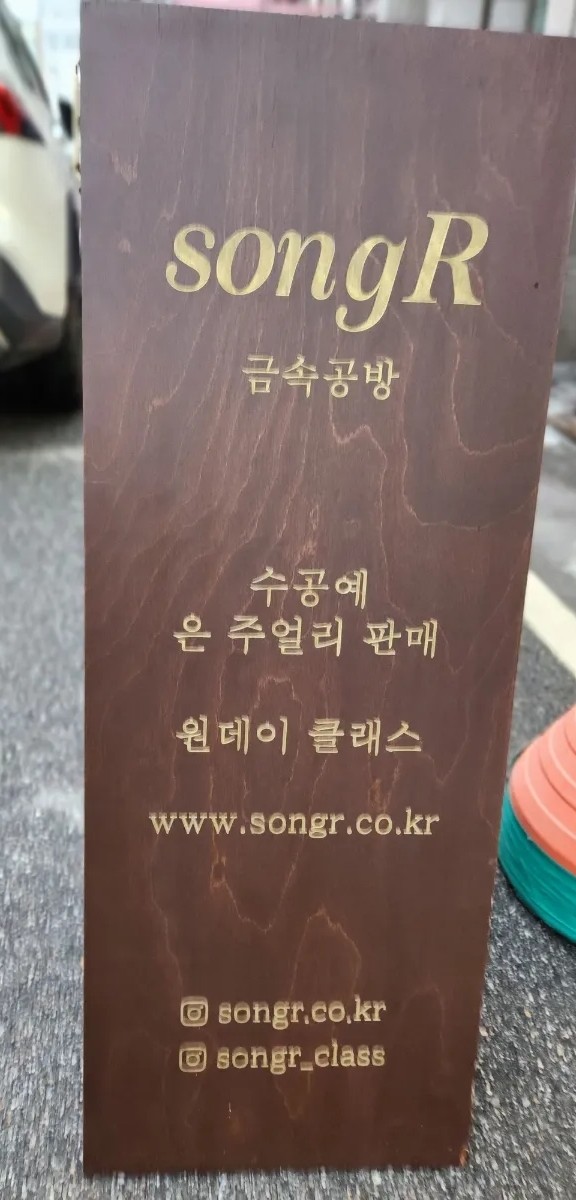 songR
금속공방
수공예
은 주얼리 판매
원데이 클래스
www.songr.co.kr
songr.co.kr
songr_class